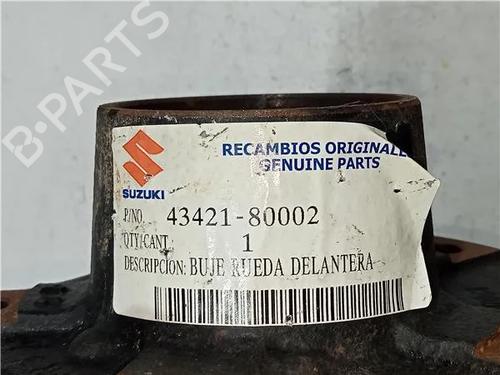 B-PARTS
SUZUKI
RECAMBIOS ORIGINALE
GENUINE PARTS
P/NO. 43421-80002
QTY/CANT 1
DESCRIPCION: BUJE RUEDA DELANTERA